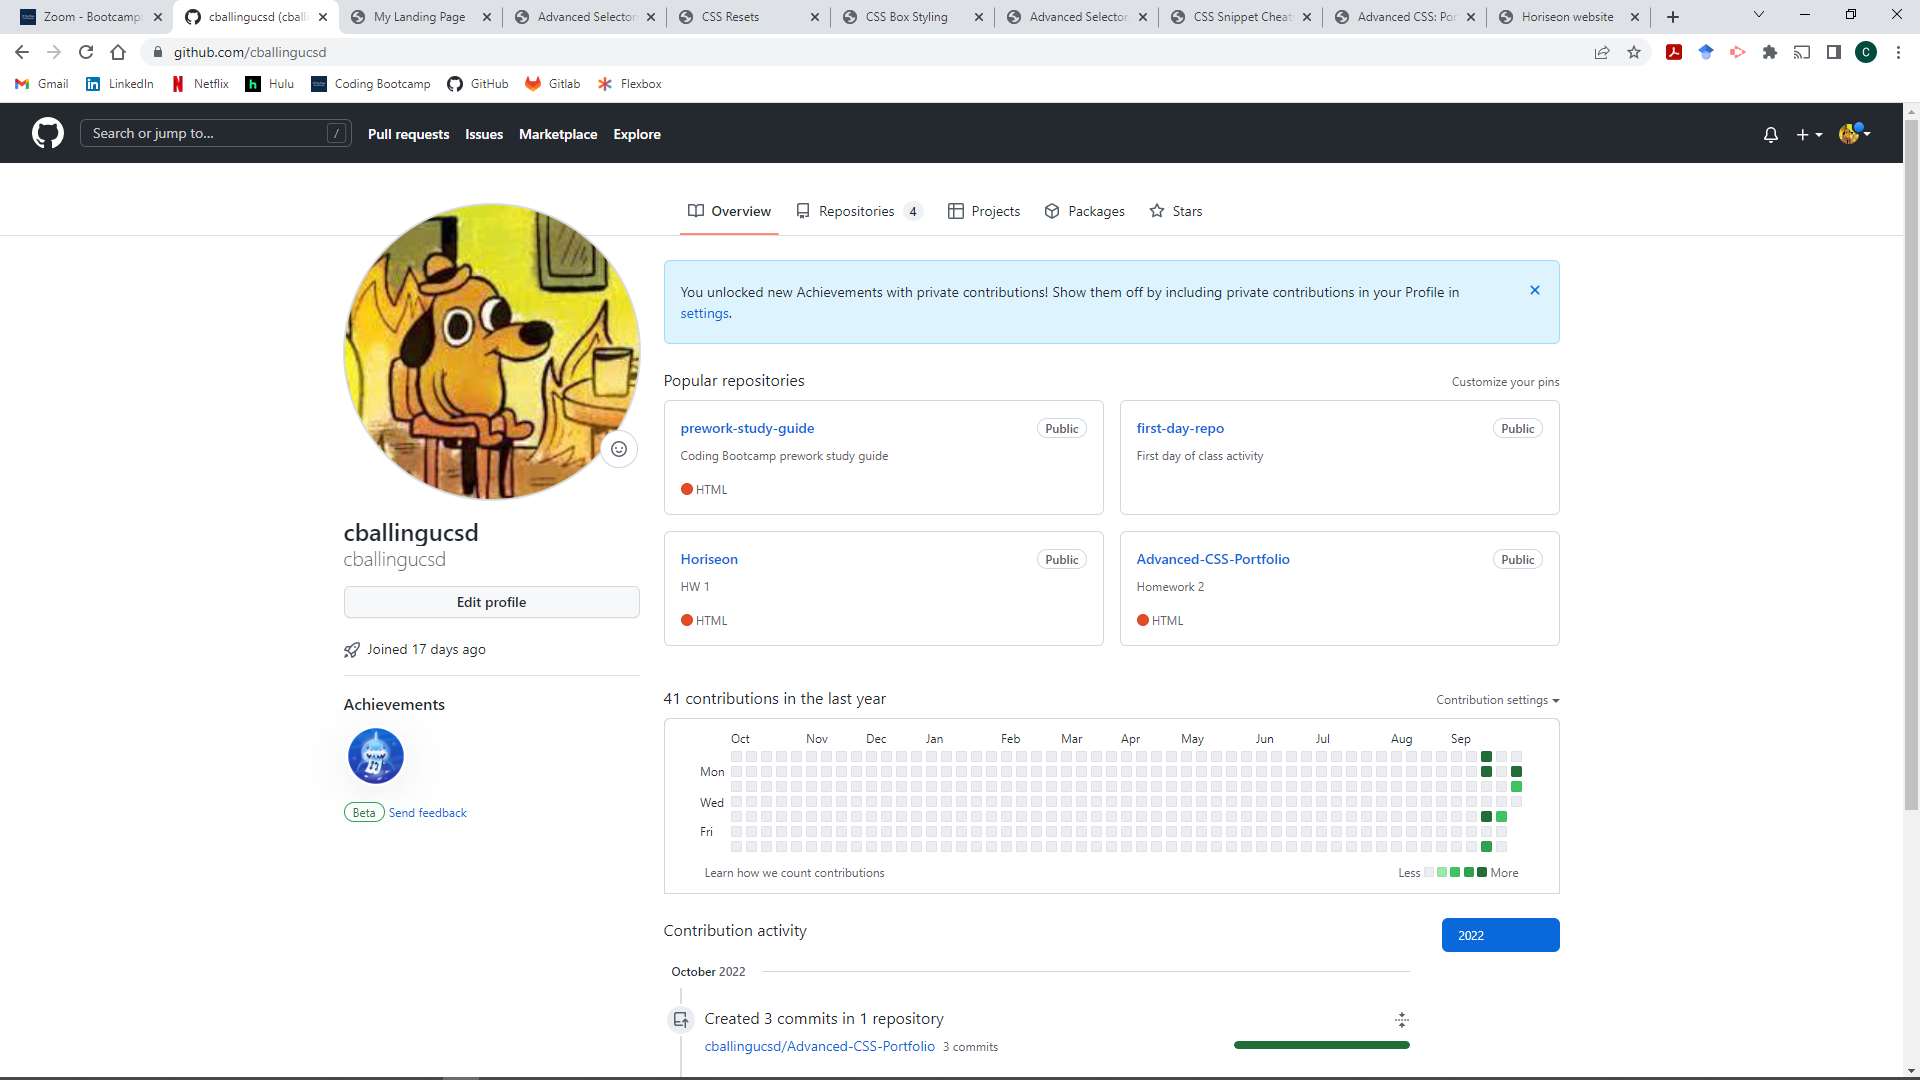 Zoom - Bootcamp:
cballingucsd (cball
My Landing Page
Advanced Selector
CSS Resets
CSS Box Styling
Advanced Selector
CSS Snippet Cheat
Advanced CSS: Por
Horiseon website
github.com/cballingucsd
C
Gmail
LinkedIn
Netflix
Hulu
Coding Bootcamp
GitHub
Gitlab
Flexbox
Search or jump to...
/
Pull requests
Issues
Marketplace
Explore
Overview
Repositories 4
Projects
Packages
Stars
You unlocked new Achievements with private contributions! Show them off by including private contributions in your Profile in
settings.
Popular repositories
Customize your pins
prework-study-guide
Public
Coding Bootcamp prework study guide
HTML
first-day-repo
Public
First day of class activity
Horiseon
Public
HW 1
HTML
Advanced-CSS-Portfolio
Public
Homework 2
HTML
cballingucsd
cballingucsd
Edit profile
Joined 17 days ago
Achievements
Beta Send feedback
41 contributions in the last year
Contribution settings
Oct Nov Dec Jan Feb Mar Apr May Jun Jul Aug Sep
Mon
Wed
Fri
Learn how we count contributions
Less More
Contribution activity
2022
October 2022
Created 3 commits in 1 repository
cballingucsd/Advanced-CSS-Portfolio 3 commits